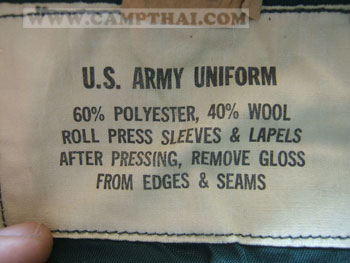 WWW.CAMPTHAI.COM
U.S. ARMY UNIFORM
60% POLYESTER, 40% WOOL
ROLL PRESS SLEEVES & LAPELS
AFTER PRESSING, REMOVE GLOSS
FROM EDGES & SEAMS